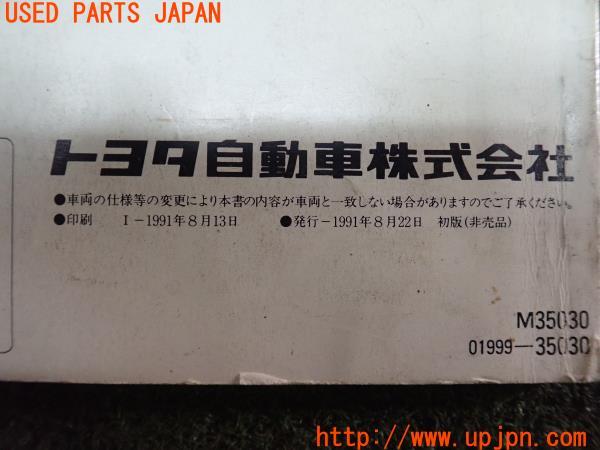 USED PARTS JAPAN
トヨタ自動車株式会社
●車両の仕様等の変更により本書の内容が車両と一致しない場合がありますのでご了承ください。
●印刷 I－1991年8月13日 ●発行－1991年8月22日 初版(非売品)
M35030
01999－35030
http://www.upjpn.com/